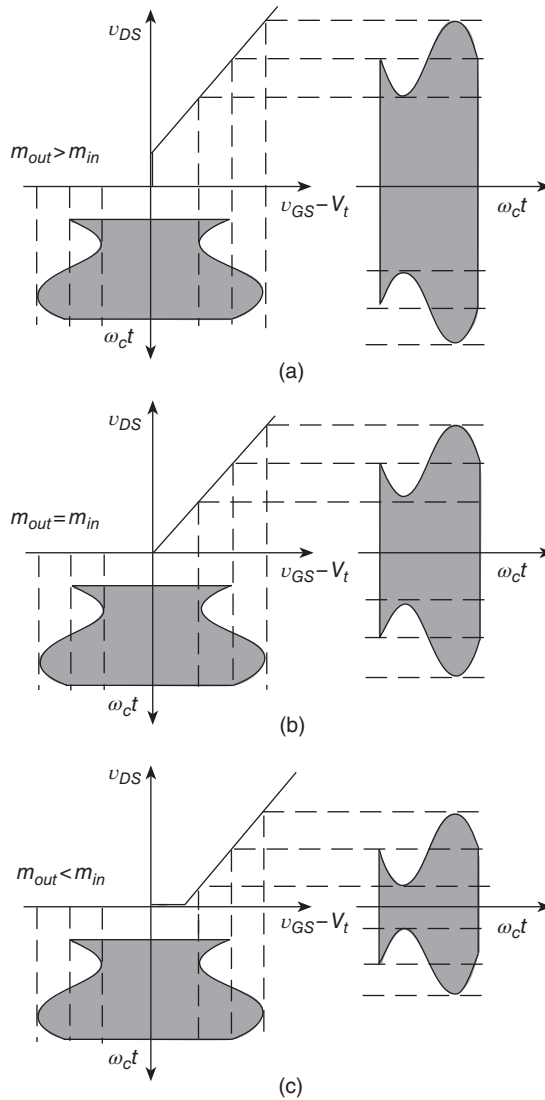 υDS
mout > min
υGS − Vt
ωct
ωct
(a)
υDS
mout = min
υGS − Vt
ωct
ωct
(b)
υDS
mout < min
υGS − Vt
ωct
ωct
(c)